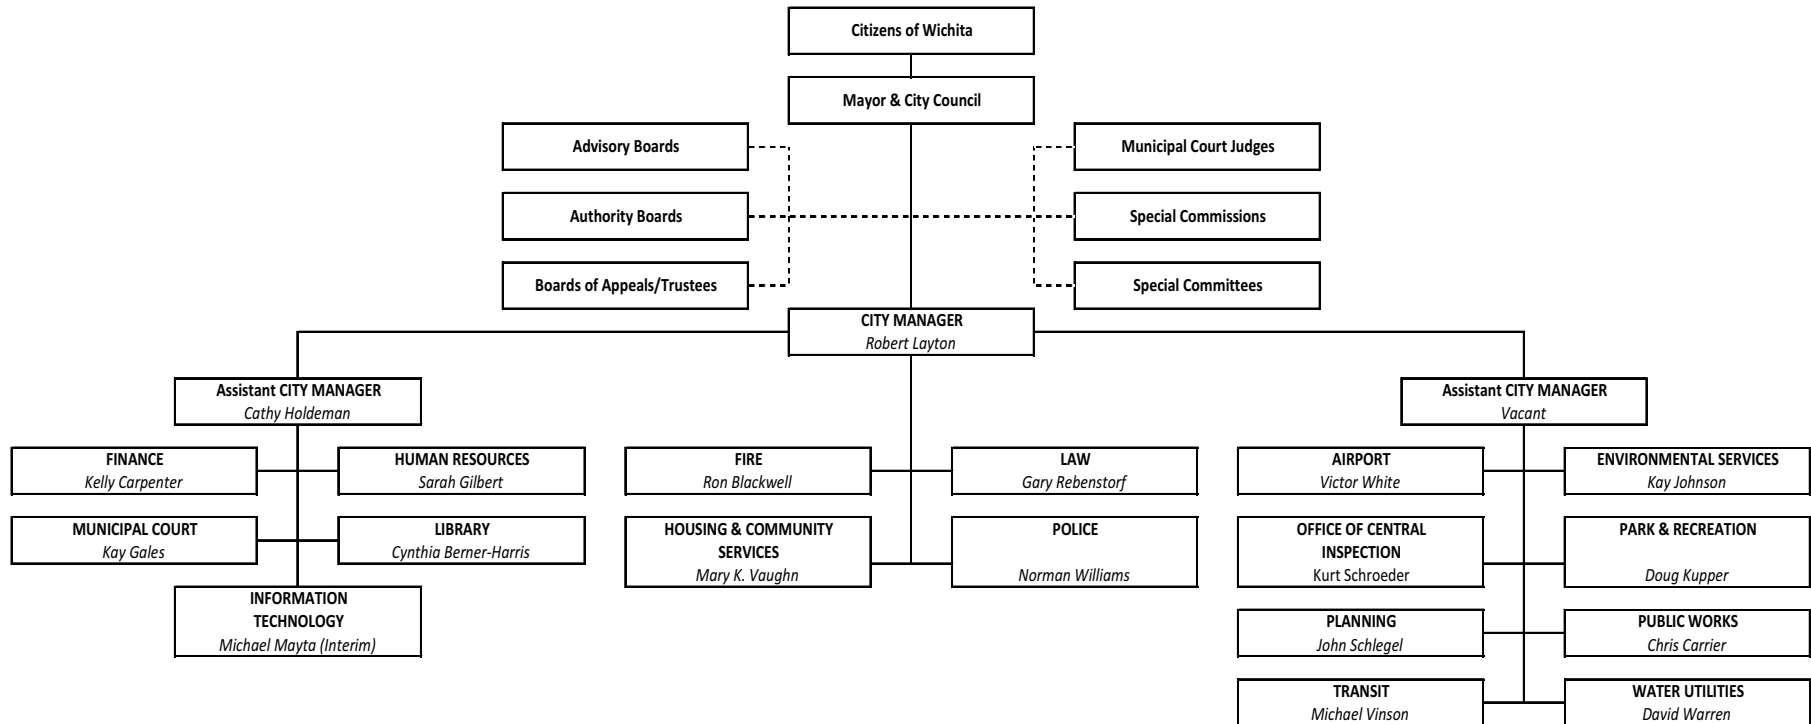 Citizens of Wichita
Mayor & City Council
Advisory Boards
Municipal Court Judges
Authority Boards
Special Commissions
Boards of Appeals/Trustees
Special Committees
CITY MANAGER
Robert Layton
Assistant CITY MANAGER
Cathy Holdeman
Assistant CITY MANAGER
Vacant
FINANCE
Kelly Carpenter
HUMAN RESOURCES
Sarah Gilbert
MUNICIPAL COURT
Kay Gales
LIBRARY
Cynthia Berner-Harris
INFORMATION
TECHNOLOGY
Michael Mayta (Interim)
FIRE
Ron Blackwell
LAW
Gary Rebenstorf
HOUSING & COMMUNITY
SERVICES
Mary K. Vaughn
POLICE
Norman Williams
AIRPORT
Victor White
ENVIRONMENTAL SERVICES
Kay Johnson
OFFICE OF CENTRAL
INSPECTION
Kurt Schroeder
PARK & RECREATION
Doug Kupper
PLANNING
John Schlegel
PUBLIC WORKS
Chris Carrier
TRANSIT
Michael Vinson
WATER UTILITIES
David Warren